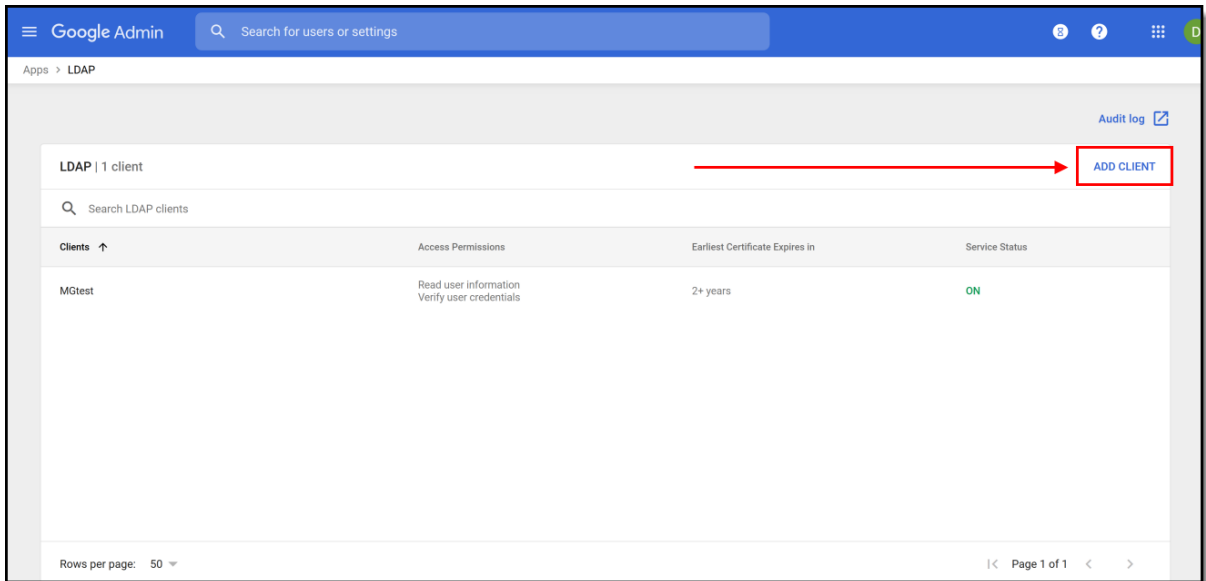 Google Admin
Search for users or settings
D
Apps > LDAP
Audit log
LDAP | 1 client
ADD CLIENT
Search LDAP clients
Clients
Access Permissions
Earliest Certificate Expires in
Service Status
MGtest
Read user information
Verify user credentials
2+ years
ON
Rows per page: 50
Page 1 of 1